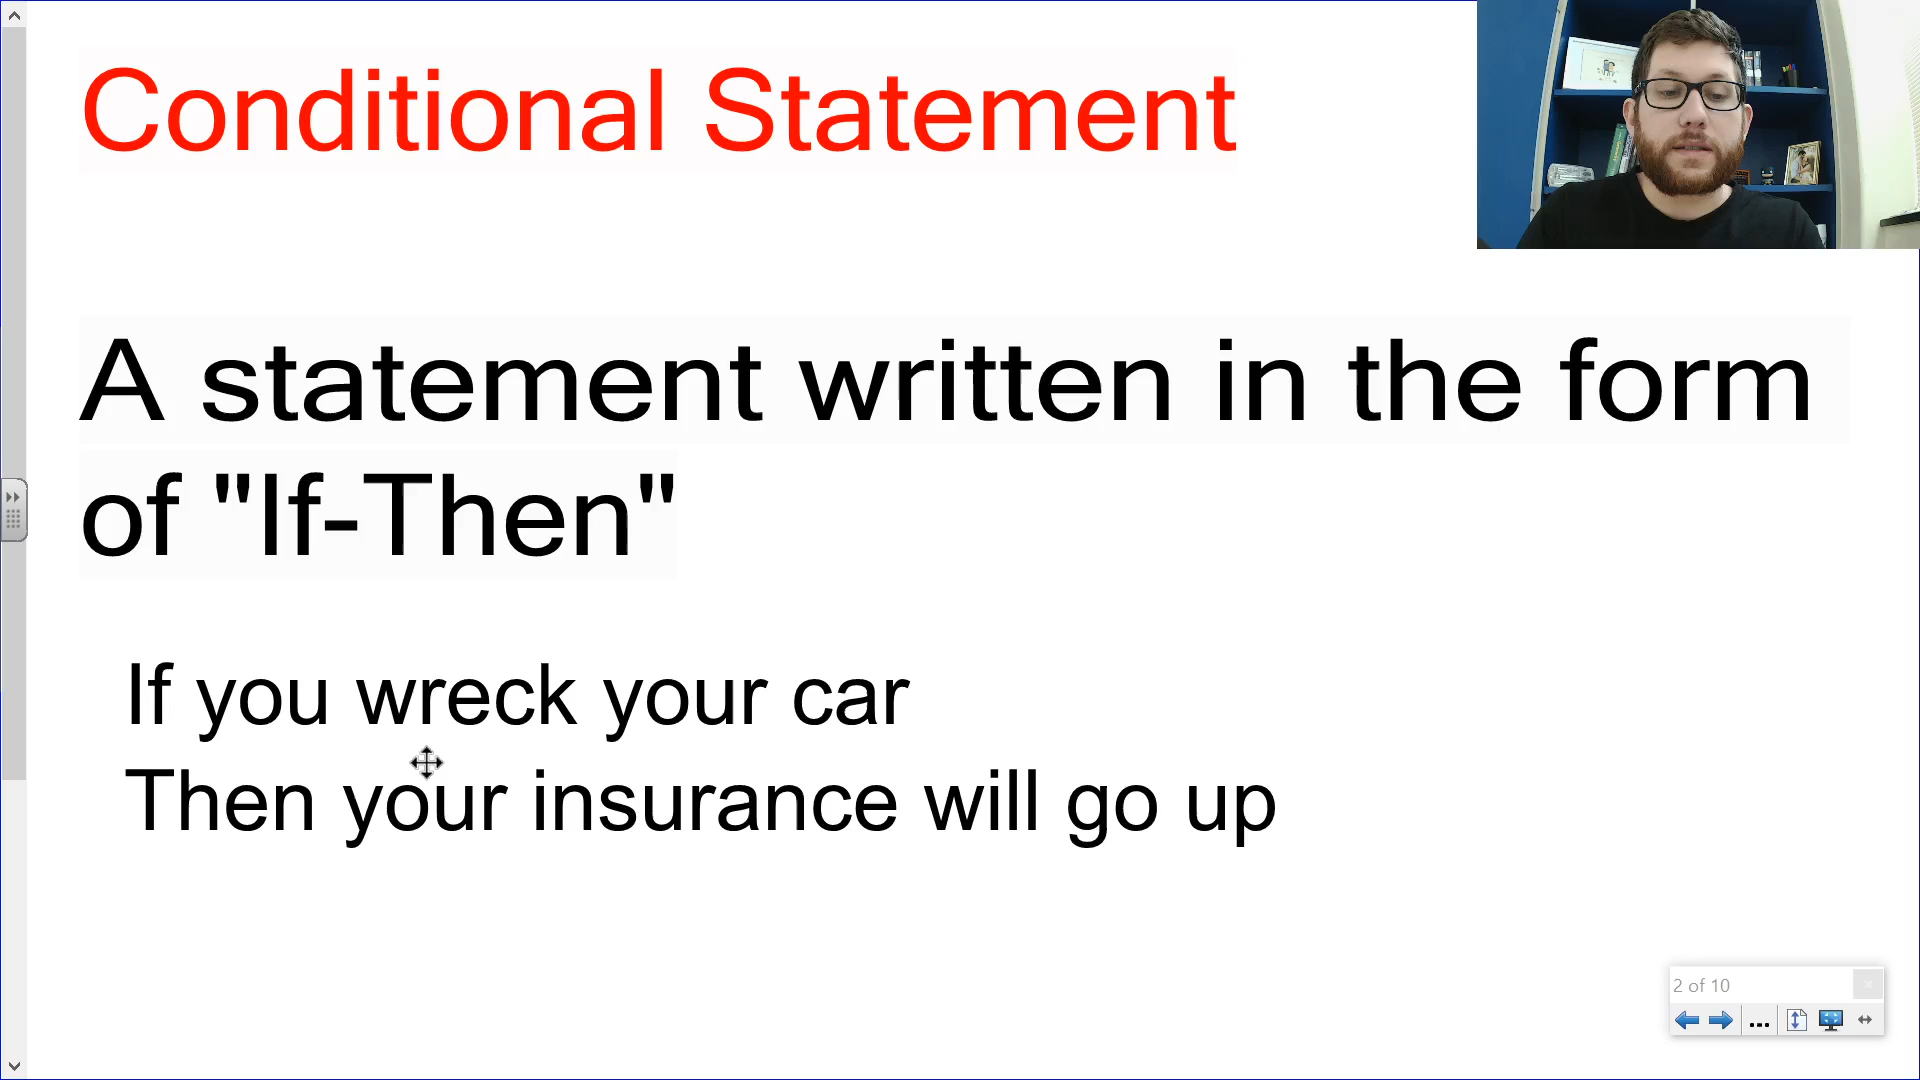 Conditional Statement
A statement written in the form
of "If-Then"
If you wreck your car
Then your insurance will go up
2 of 10